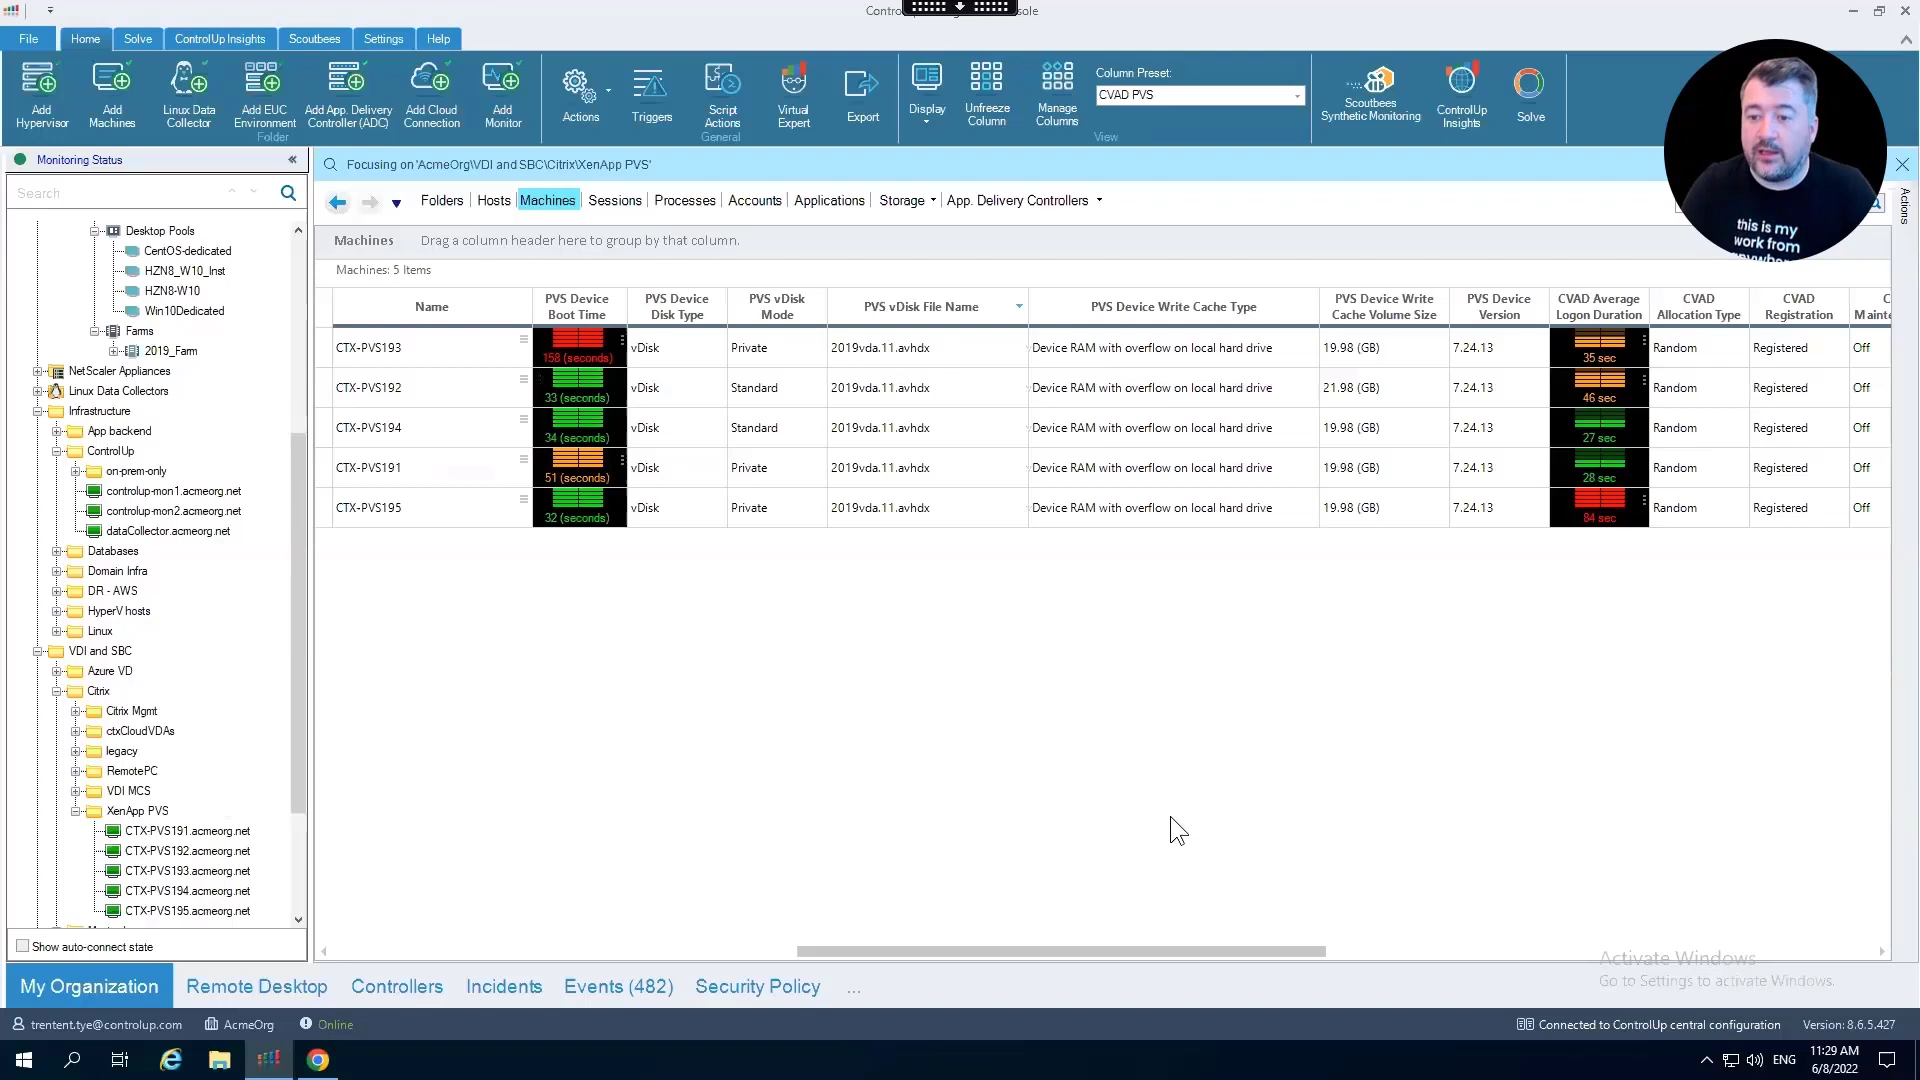 Contro
sole
File
Home
Solve
ControlUp Insights
Scoutbees
Settings
Help
Add
Hypervisor
Add
Machines
Linux Data
Collector
Add EUC
Environment
Add App. Delivery
Controller (ADC)
Add Cloud
Connection
Add
Monitor
Folder
Actions
Triggers
Script
Actions
Virtual
Expert
Export
General
Display
Unfreeze
Column
Manage
Columns
Column Preset:
CVAD PVS
View
Scoutbees
Synthetic Monitoring
ControlUp
Insights
Solve
this is my
work from
Monitoring Status
Search
Desktop Pools
CentOS-dedicated
HZN8_W10_Inst
HZN8-W10
Win10Dedicated
Farms
2019_Farm
NetScaler Appliances
Linux Data Collectors
Infrastructure
App backend
ControlUp
on-prem-only
controlup-mon1.acmeorg.net
controlup-mon2.acmeorg.net
dataCollector.acmeorg.net
Databases
Domain Infra
DR - AWS
HyperV hosts
Linux
VDI and SBC
Azure VD
Citrix
Citrix Mgmt
ctxCloudVDAs
legacy
RemotePC
VDI MCS
XenApp PVS
CTX-PVS191.acmeorg.net
CTX-PVS192.acmeorg.net
CTX-PVS193.acmeorg.net
CTX-PVS194.acmeorg.net
CTX-PVS195.acmeorg.net
Show auto-connect state
Focusing on 'AcmeOrg\VDI and SBC\Citrix\XenApp PVS'
Folders Hosts Machines Sessions Processes Accounts Applications Storage App. Delivery Controllers
Actions
Machines Drag a column header here to group by that column.
Machines: 5 Items
Name
PVS Device
Boot Time
PVS Device
Disk Type
PVS vDisk
Mode
PVS vDisk File Name
PVS Device Write Cache Type
PVS Device Write
Cache Volume Size
PVS Device
Version
CVAD Average
Logon Duration
CVAD
Allocation Type
CVAD
Registration
C
Mainte
CTX-PVS193 158 (seconds) vDisk Private 2019vda.11.avhdx Device RAM with overflow on local hard drive 19.98 (GB) 7.24.13 35 sec Random Registered Off
CTX-PVS192 33 (seconds) vDisk Standard 2019vda.11.avhdx Device RAM with overflow on local hard drive 21.98 (GB) 7.24.13 46 sec Random Registered Off
CTX-PVS194 34 (seconds) vDisk Standard 2019vda.11.avhdx Device RAM with overflow on local hard drive 19.98 (GB) 7.24.13 27 sec Random Registered Off
CTX-PVS191 51 (seconds) vDisk Private 2019vda.11.avhdx Device RAM with overflow on local hard drive 19.98 (GB) 7.24.13 28 sec Random Registered Off
CTX-PVS195 32 (seconds) vDisk Private 2019vda.11.avhdx Device RAM with overflow on local hard drive 19.98 (GB) 7.24.13 84 sec Random Registered Off
Activate Windows
Go to Settings to activate Windows.
My Organization Remote Desktop Controllers Incidents Events (482) Security Policy ...
trentent.tye@controlup.com AcmeOrg Online Connected to ControlUp central configuration Version: 8.6.5.427
ENG
11:29 AM
6/8/2022